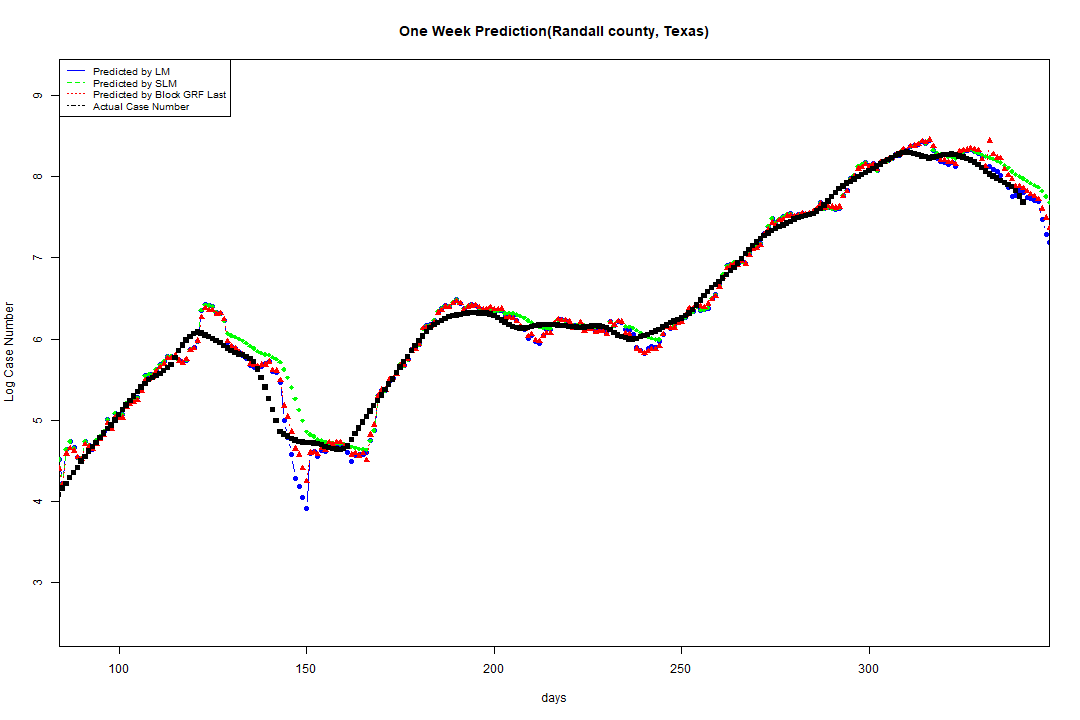 One Week Prediction(Randall county, Texas)
Predicted by LM
Predicted by SLM
Predicted by Block GRF Last
Actual Case Number
9
8
7
6
5
4
3
Log Case Number
100 150 200 250 300
days